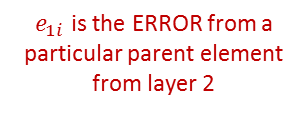 e₁ᵢ is the ERROR from a
particular parent element
from layer 2